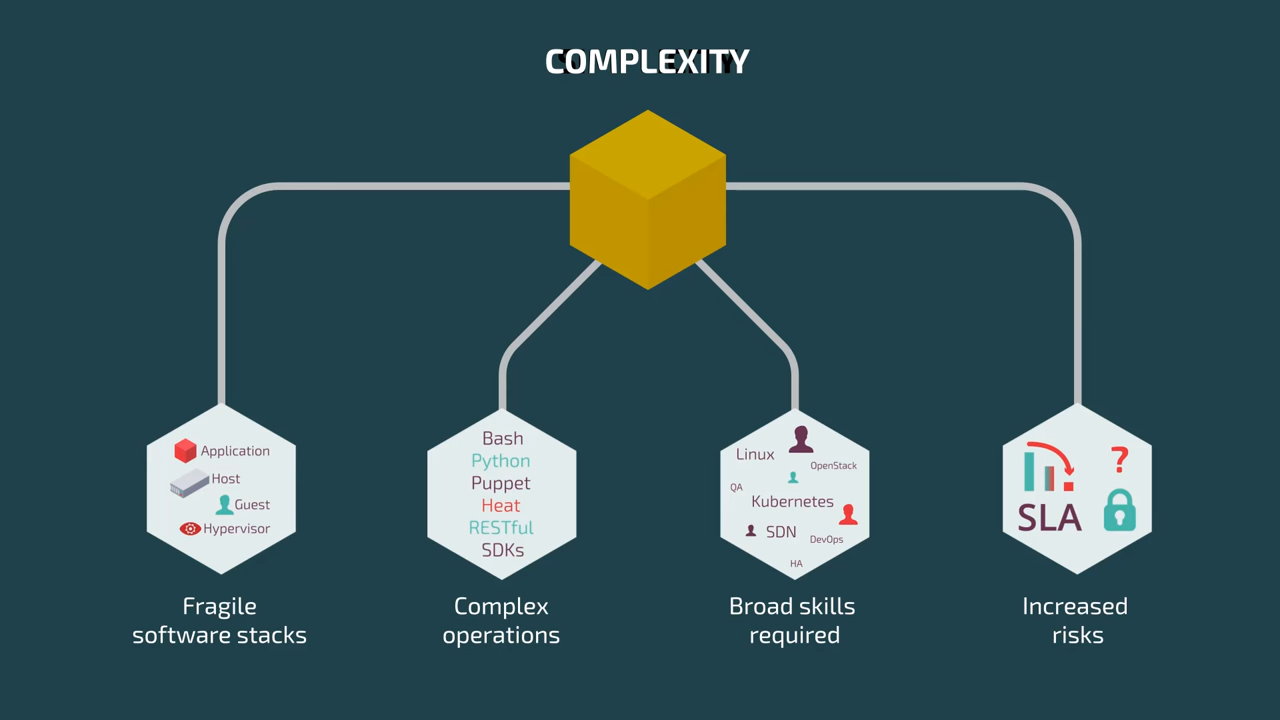 COMPLEXITY
Application
Host
Guest
Hypervisor
Bash
Python
Puppet
Heat
RESTful
SDKs
Linux
OpenStack
QA
Kubernetes
SDN
DevOps
HA
?
SLA
Fragile
software stacks
Complex
operations
Broad skills
required
Increased
risks